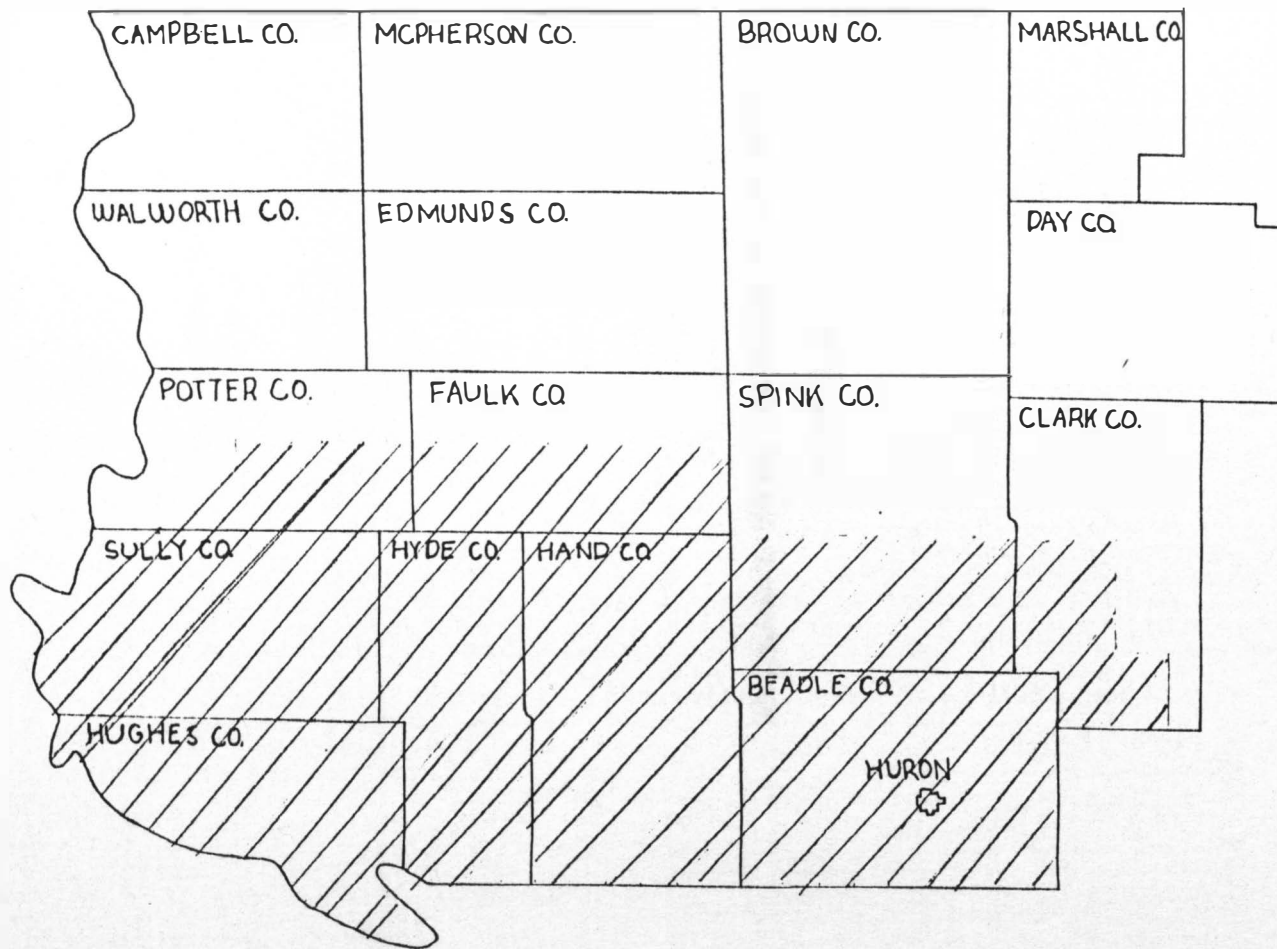 CAMPBELL CO.
MCPHERSON CO.
BROWN CO.
MARSHALL CO
WALWORTH CO.
EDMUNDS CO.
DAY CO
POTTER CO.
FAULK CO
SPINK CO.
CLARK CO.
SULLY CO
HYDE CO.
HAND CO
BEADLE CO
HUGHES CO.
HURON